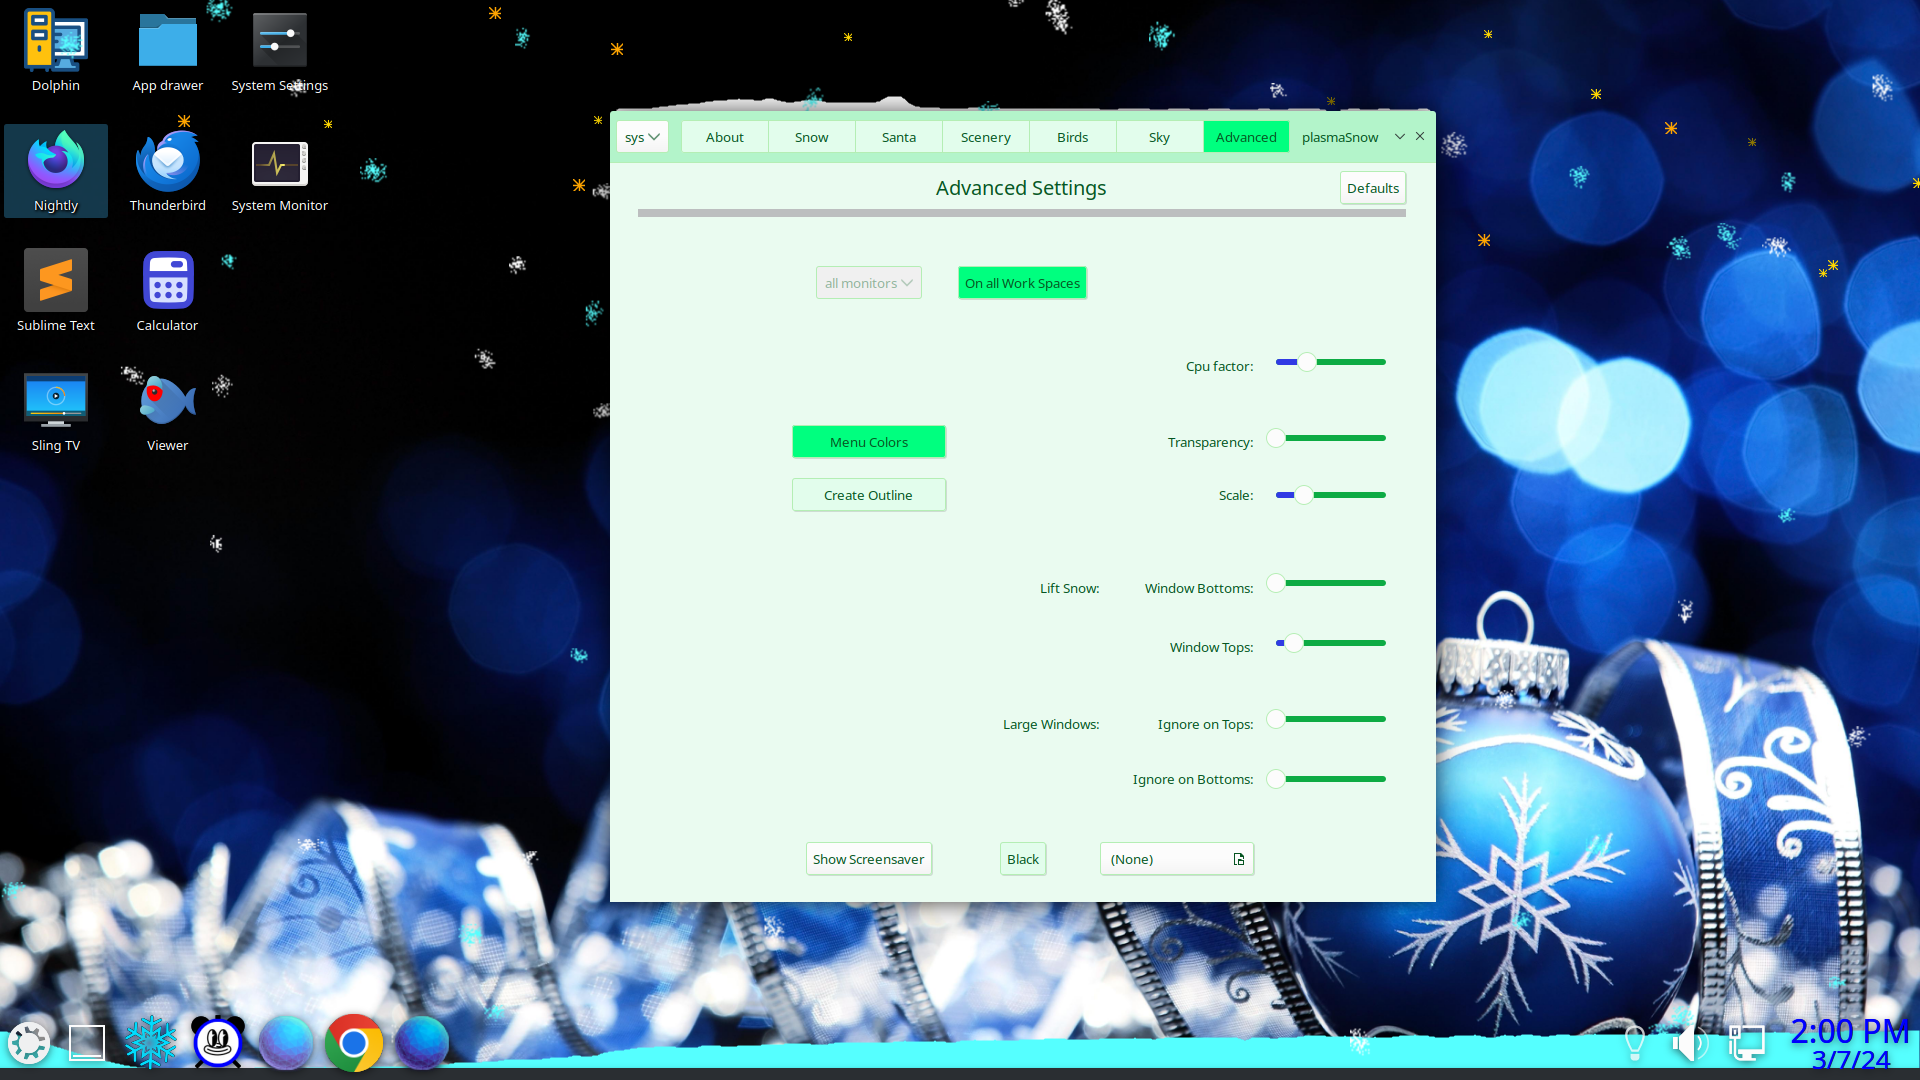 Dolphin
App drawer
System Settings
Nightly
Thunderbird
System Monitor
Sublime Text
Calculator
Sling TV
Viewer
sys
About
Snow
Santa
Scenery
Birds
Sky
Advanced
plasmaSnow
Advanced Settings
Defaults
all monitors
On all Work Spaces
Cpu factor:
Menu Colors
Transparency:
Create Outline
Scale:
Lift Snow:
Window Bottoms:
Window Tops:
Large Windows:
Ignore on Tops:
Ignore on Bottoms:
Show Screensaver
Black
(None)
2:00 PM
3/7/24